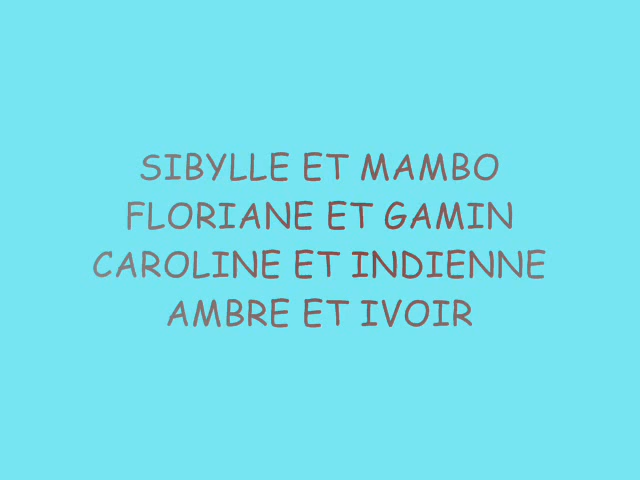 SIBYLLE ET MAMBO
FLORIANE ET GAMIN
CAROLINE ET INDIENNE
AMBRE ET IVOIR